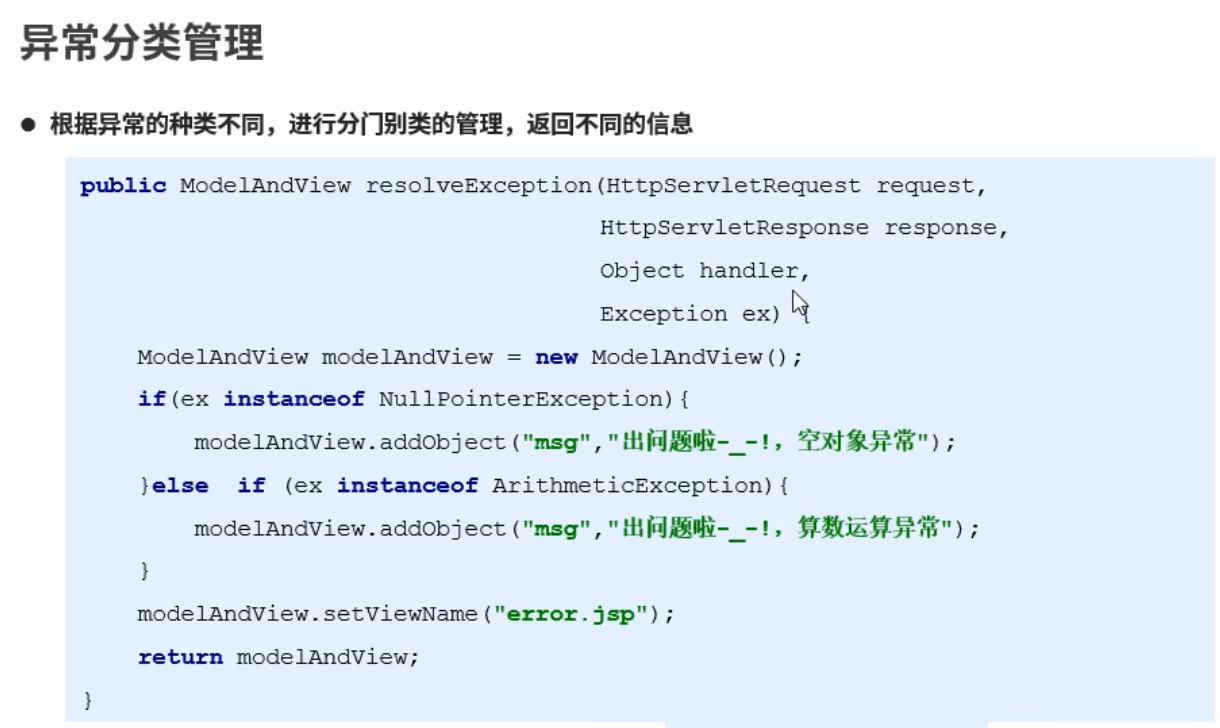 异常分类管理
● 根据异常的种类不同，进行分门别类的管理，返回不同的信息
public ModelAndView resolveException(HttpServletRequest request,
HttpServletResponse response,
Object handler,
Exception ex) {
ModelAndView modelAndView = new ModelAndView();
if(ex instanceof NullPointerException){
modelAndView.addObject("msg","出问题啦-_-!，空对象异常");
}else  if (ex instanceof ArithmeticException){
modelAndView.addObject("msg","出问题啦-_-!，算数运算异常");
}
modelAndView.setViewName("error.jsp");
return modelAndView;
}